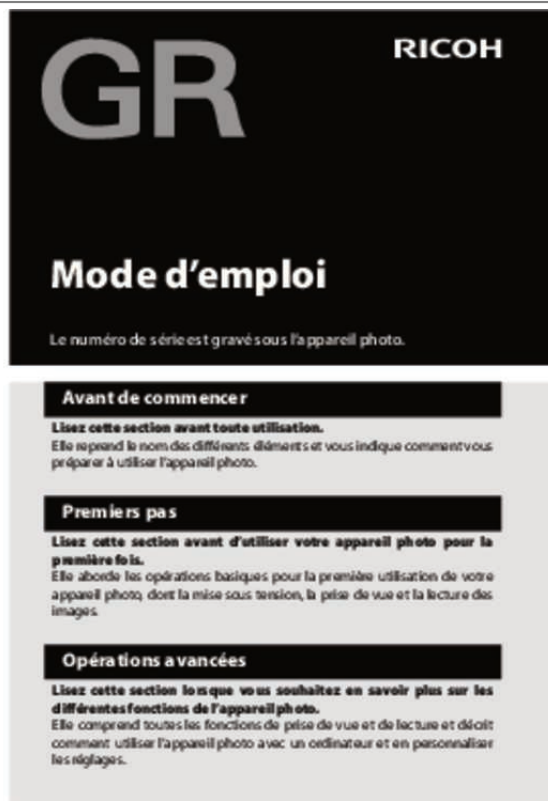 GR
RICOH
Mode d'emploi
Le numéro de série est gravé sous l'appareil photo.
Avant de commencer
Lisez cette section avant toute utilisation.
Elle reprend le nom des différents éléments et vous indique comment vous
préparer à utiliser l'appareil photo.
Premiers pas
Lisez cette section avant d'utiliser votre appareil photo pour la
première fois.
Elle aborde les opérations basiques pour la première utilisation de votre
appareil photo, dont la mise sous tension, la prise de vue et la lecture des
images.
Opérations avancées
Lisez cette section lorsque vous souhaitez en savoir plus sur les
différentes fonctions de l'appareil photo.
Elle comprend toutes les fonctions de prise de vue et de lecture et décrit
comment utiliser l'appareil photo avec un ordinateur et en personnaliser
les réglages.